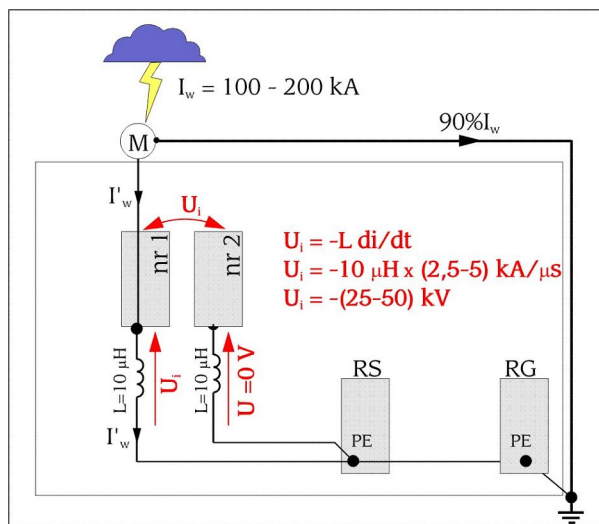 I_w = 100 - 200 kA
90%I_w
M
I'_w
U_i
nr 1
nr 2
U_i = -L di/dt
U_i = -10 μH x (2,5-5) kA/μs
U_i = -(25-50) kV
L=10 μH
U_i
L=10 μH
U=0 V
RS
RG
I'_w
PE
PE